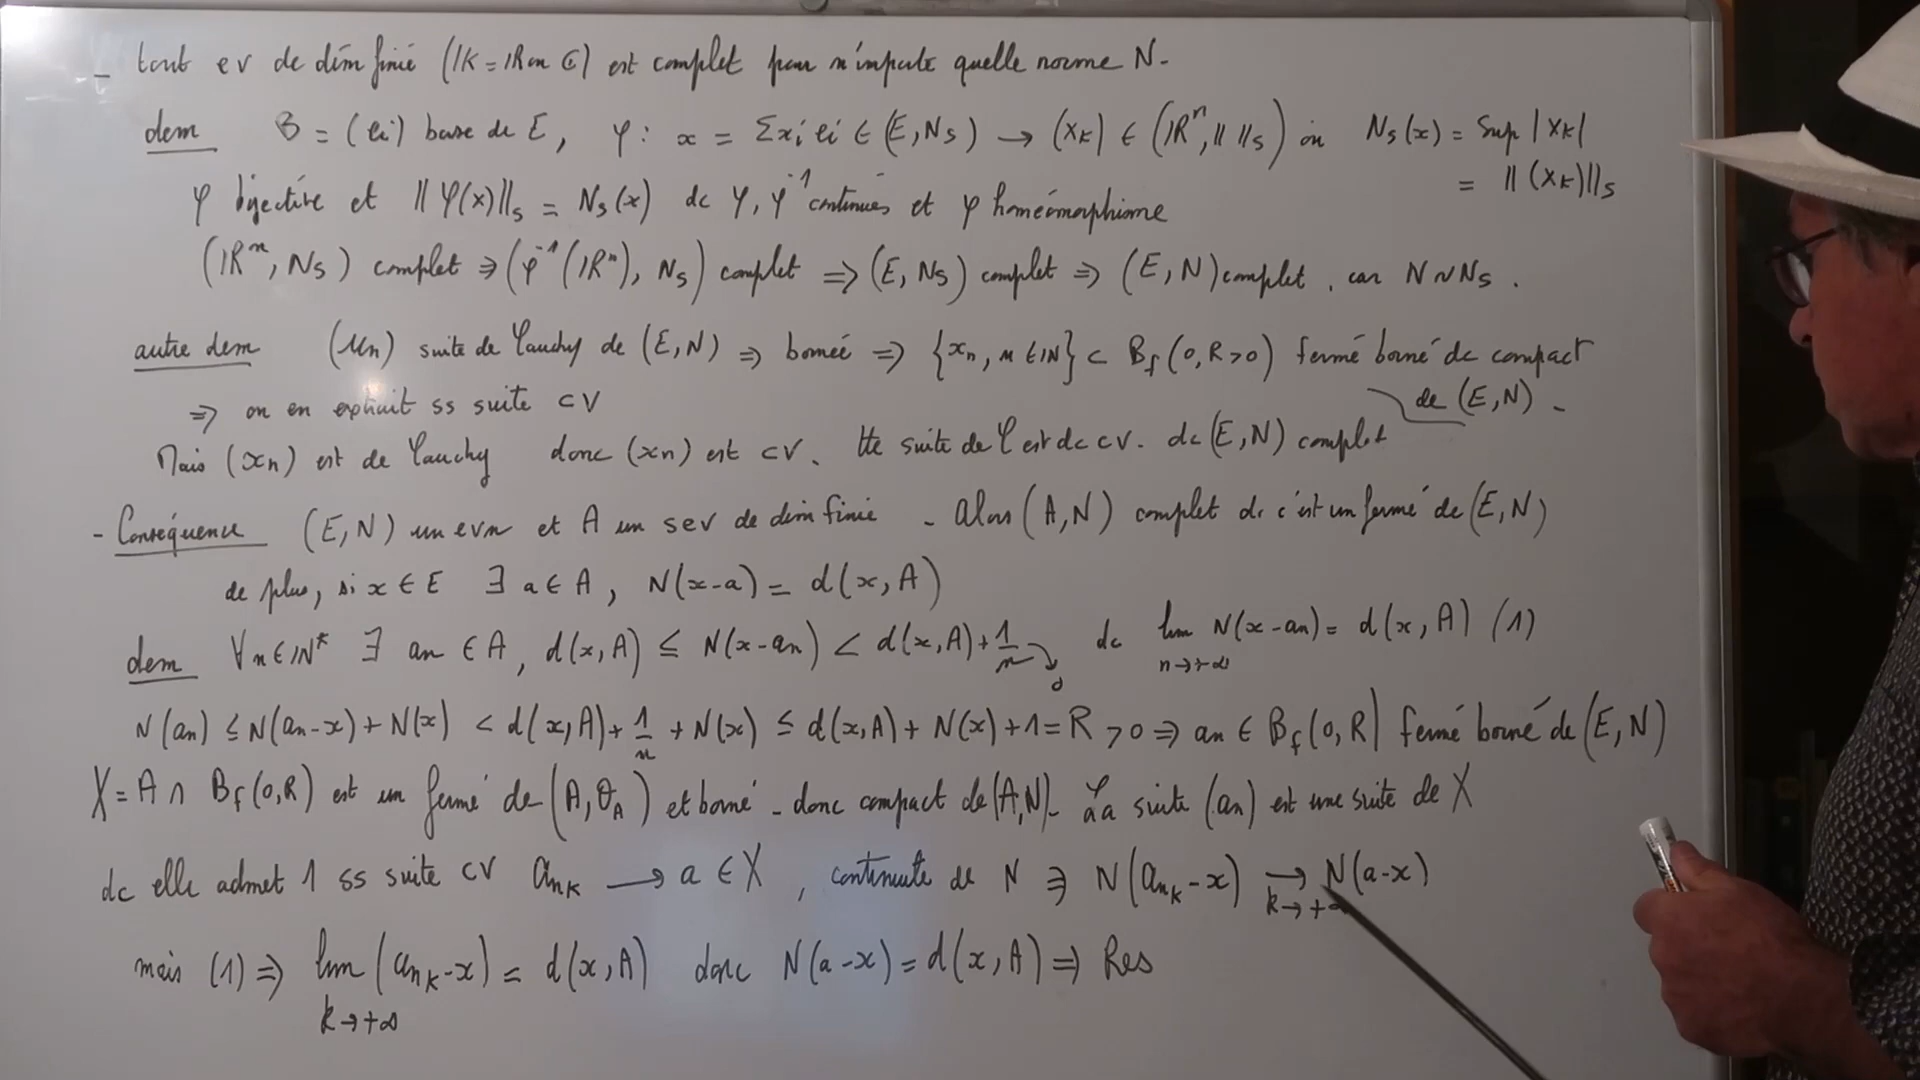 - tout ev de dim finie (IK = IR ou C) est complet pour n'importe quelle norme N.
dem B = (ei) base de E, φ : x = Σxi ei ∈ (E, Ns) → (xk) ∈ (IRⁿ, || ||s) où Ns(x) = Sup |xk|
= || (xk)||s
φ bijective et || φ(x)||s = Ns(x) dc φ, φ⁻¹ continues et φ homéomorphisme
(IRⁿ, Ns) complet ⇒ (φ⁻¹(IRⁿ), Ns) complet ⇒ (E, Ns) complet ⇒ (E, N) complet, car N ~ Ns.
autre dem (un) suite de Cauchy de (E, N) ⇒ bornée ⇒ {xn, n ∈ IN} ⊂ Bf(0, R > 0) fermé borné dc compact
de (E, N) -
⇒ on en extrait ss suite CV
Mais (xn) est de Cauchy donc (xn) est CV. tte suite de C est dc cv. dc (E, N) complet
- Conséquence (E, N) un evn et A un sev de dim finie - Alors (A, N) complet dc c'est un fermé de (E, N)
de plus, si x ∈ E ∃ a ∈ A, N(x-a) = d(x, A)
dem ∀n ∈ IN* ∃ an ∈ A, d(x, A) ≤ N(x-an) < d(x, A) + 1/n → 0 dc lim n→+∞ N(x-an) = d(x, A) (1)
N(an) ≤ N(an-x) + N(x) < d(x, A) + 1/n + N(x) ≤ d(x, A) + N(x) + 1 = R > 0 ⇒ an ∈ Bf(0, R) fermé borné de (E, N)
X = A ∩ Bf(0, R) est un fermé de (A, θA) et borné - donc compact de (A, N) - La suite (an) est une suite de X
dc elle admet 1 ss suite cv ank → a ∈ X, continuité de N ⇒ N(ank - x) → k→+∞ N(a-x)
mais (1) ⇒ lim k→+∞ (ank - x) = d(x, A) donc N(a-x) = d(x, A) ⇒ Res